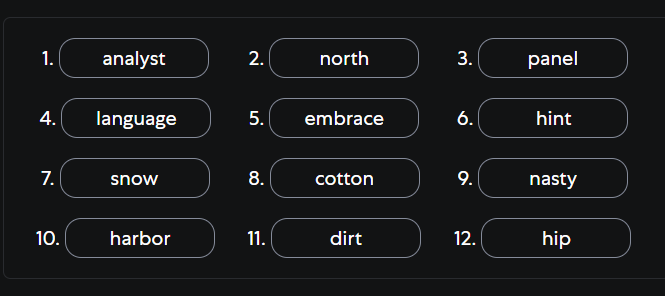 1. analyst 2. north 3. panel
4. language 5. embrace 6. hint
7. snow 8. cotton 9. nasty
10. harbor 11. dirt 12. hip